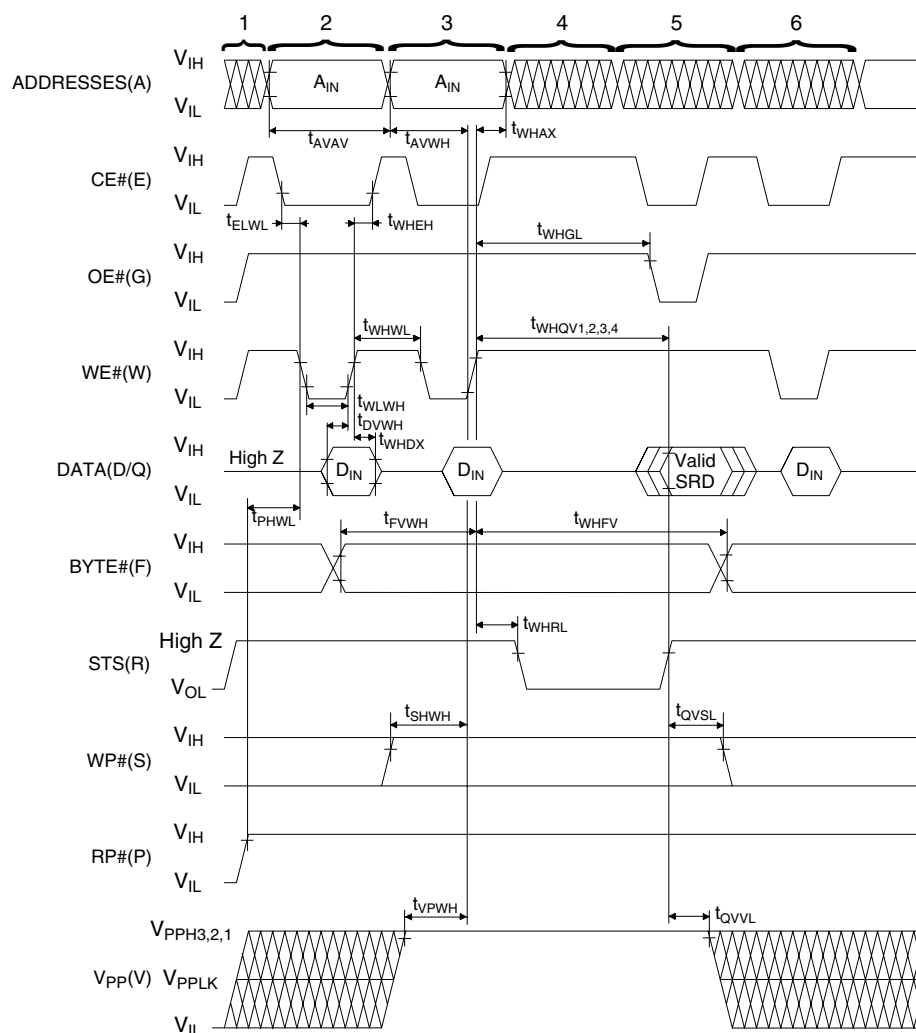 1 2 3 4 5 6
V_IH
ADDRESSES(A) A_IN A_IN
V_IL
t_AVAV t_AVWH t_WHAX
V_IH
CE#(E)
V_IL
t_ELWL t_WHEH t_WHGL
V_IH
OE#(G)
V_IL
t_WHWL t_WHQV1,2,3,4
V_IH
WE#(W)
V_IL
t_WLWH
t_DVWH
t_WHDX
V_IH
DATA(D/Q) High Z D_IN D_IN Valid SRD D_IN
V_IL
t_PHWL t_FVWH t_WHFV
V_IH
BYTE#(F)
V_IL
t_WHRL
High Z
STS(R)
V_OL
t_SHWH t_QVSL
V_IH
WP#(S)
V_IL
V_IH
RP#(P)
V_IL
t_VPWH t_QVVL
V_PPH3,2,1
V_PP(V) V_PPLK
V_IL